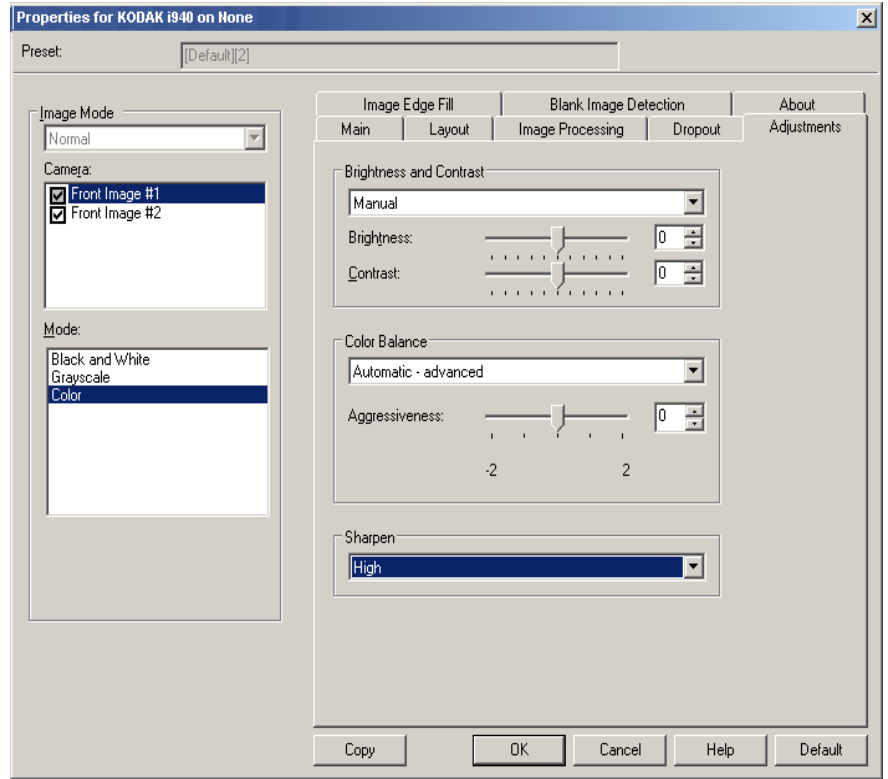 Properties for KODAK i940 on None
Preset:
[Default][2]
Image Mode
Normal
Camera:
Front Image #1
Front Image #2
Mode:
Black and White
Grayscale
Color
Image Edge Fill
Blank Image Detection
About
Main
Layout
Image Processing
Dropout
Adjustments
Brightness and Contrast
Manual
Brightness:
0
Contrast:
0
Color Balance
Automatic - advanced
Aggressiveness:
0
-2
2
Sharpen
High
Copy
OK
Cancel
Help
Default